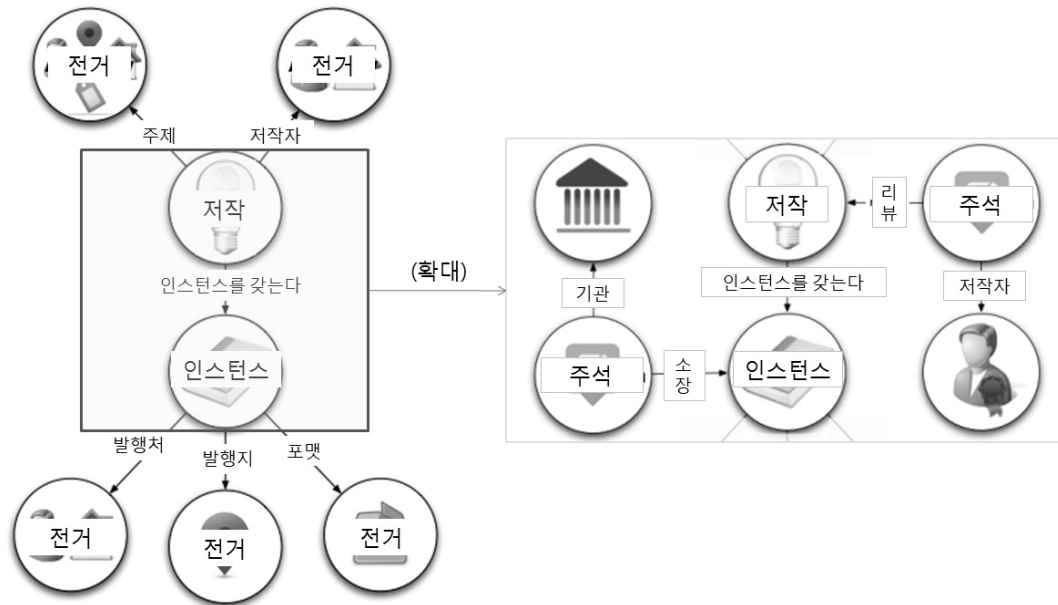 전거
전거
주제
저작자
저작
인스턴스를 갖는다
인스턴스
발행처
발행지
포맷
전거
전거
전거
(확대)
저작
리
뷰
주석
기관
인스턴스를 갖는다
저작자
주석
소
장
인스턴스